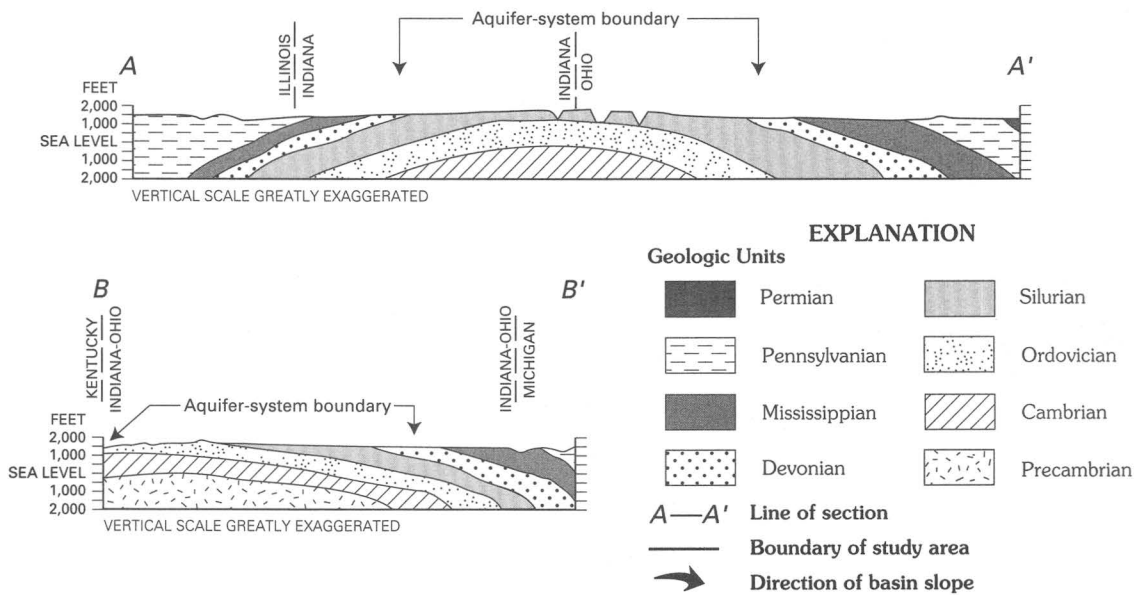 Aquifer-system boundary
A
ILLINOIS
INDIANA
INDIANA
OHIO
A'
FEET
2,000
1,000
SEA LEVEL
1,000
2,000
VERTICAL SCALE GREATLY EXAGGERATED
B
KENTUCKY
INDIANA-OHIO
B'
INDIANA-OHIO
MICHIGAN
Aquifer-system boundary
FEET
2,000
1,000
SEA LEVEL
1,000
2,000
VERTICAL SCALE GREATLY EXAGGERATED
EXPLANATION
Geologic Units
Permian
Pennsylvanian
Mississippian
Devonian
Silurian
Ordovician
Cambrian
Precambrian
A—A' Line of section
Boundary of study area
Direction of basin slope